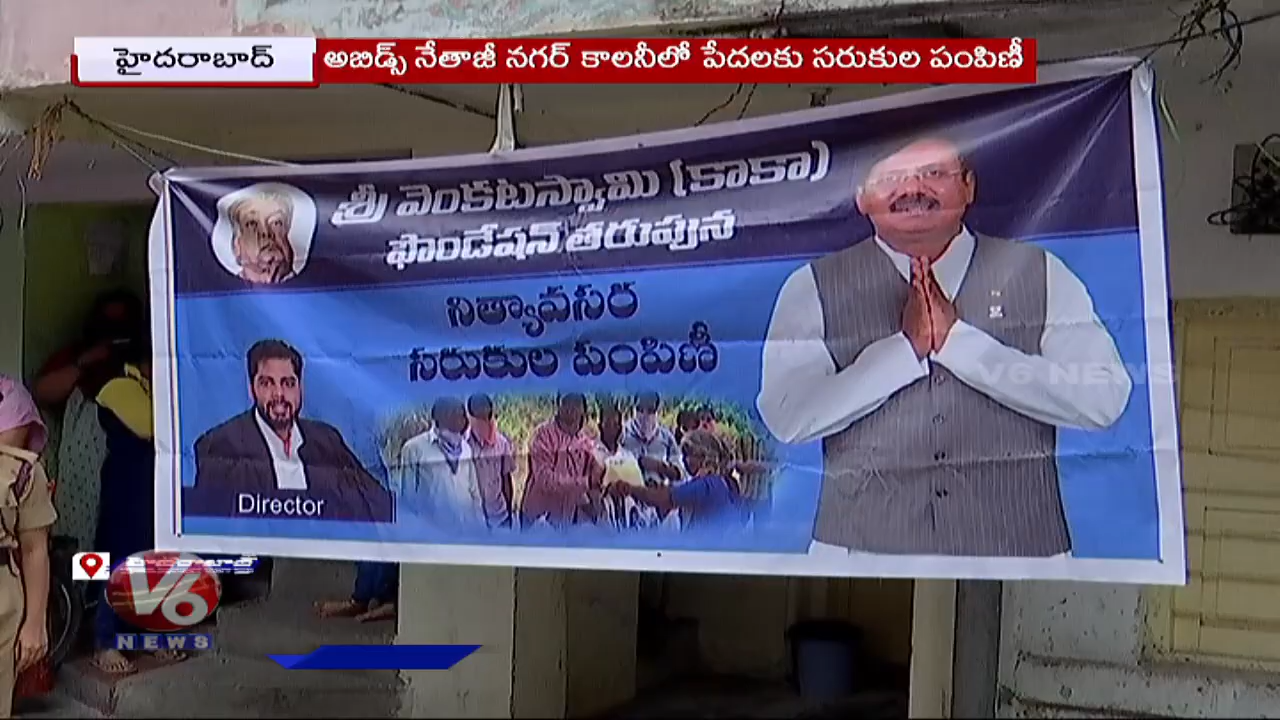 హైదరాబాద్
అబిడ్స్ నేతాజీ నగర్ కాలనీలో పేదలకు సరుకుల పంపిణీ
శ్రీ వెంకటస్వామి (కాకా)
ఫౌండేషన్ తరుపున
నిత్యావసర
సరుకుల పంపిణీ
Director
V6 NEWS
V6
NEWS